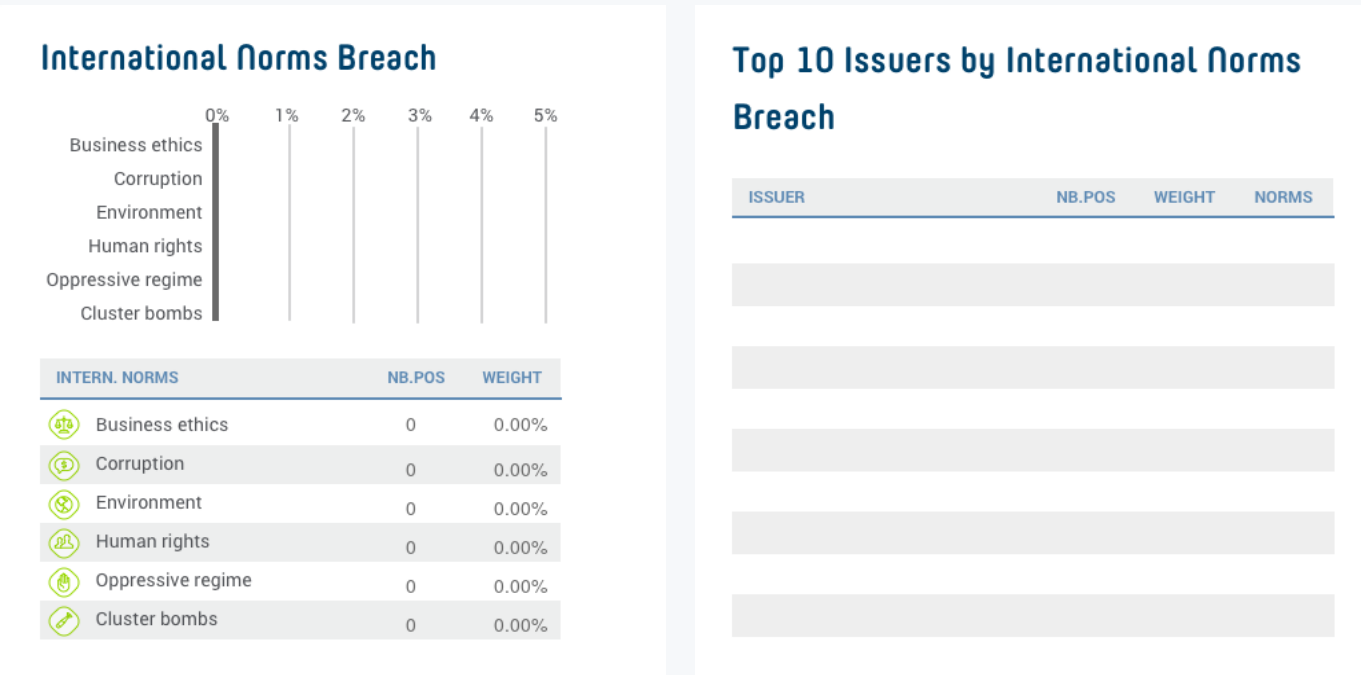 International Norms Breach
0% 1% 2% 3% 4% 5%
Business ethics
Corruption
Environment
Human rights
Oppressive regime
Cluster bombs
INTERN. NORMS NB.POS WEIGHT
Business ethics 0 0.00%
Corruption 0 0.00%
Environment 0 0.00%
Human rights 0 0.00%
Oppressive regime 0 0.00%
Cluster bombs 0 0.00%
Top 10 Issuers by International Norms
Breach
ISSUER NB.POS WEIGHT NORMS